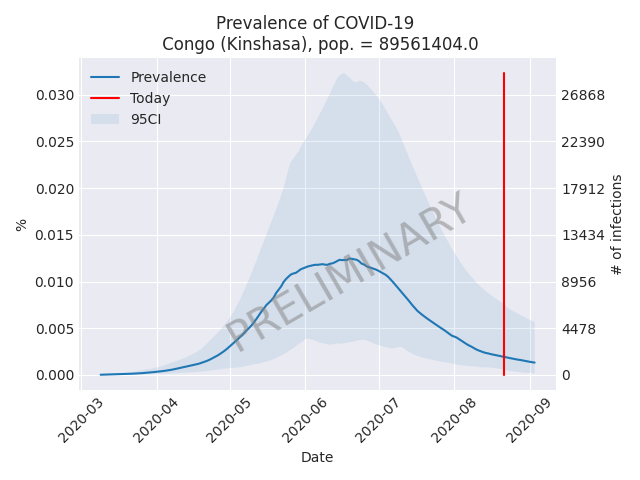 Prevalence of COVID-19
Congo (Kinshasa), pop. = 89561404.0
Prevalence
Today
95CI
0.030
0.025
0.020
0.015
0.010
0.005
0.000
%
26868
22390
17912
13434
8956
4478
0
# of infections
PRELIMINARY
2020-03
2020-04
2020-05
2020-06
2020-07
2020-08
2020-09
Date